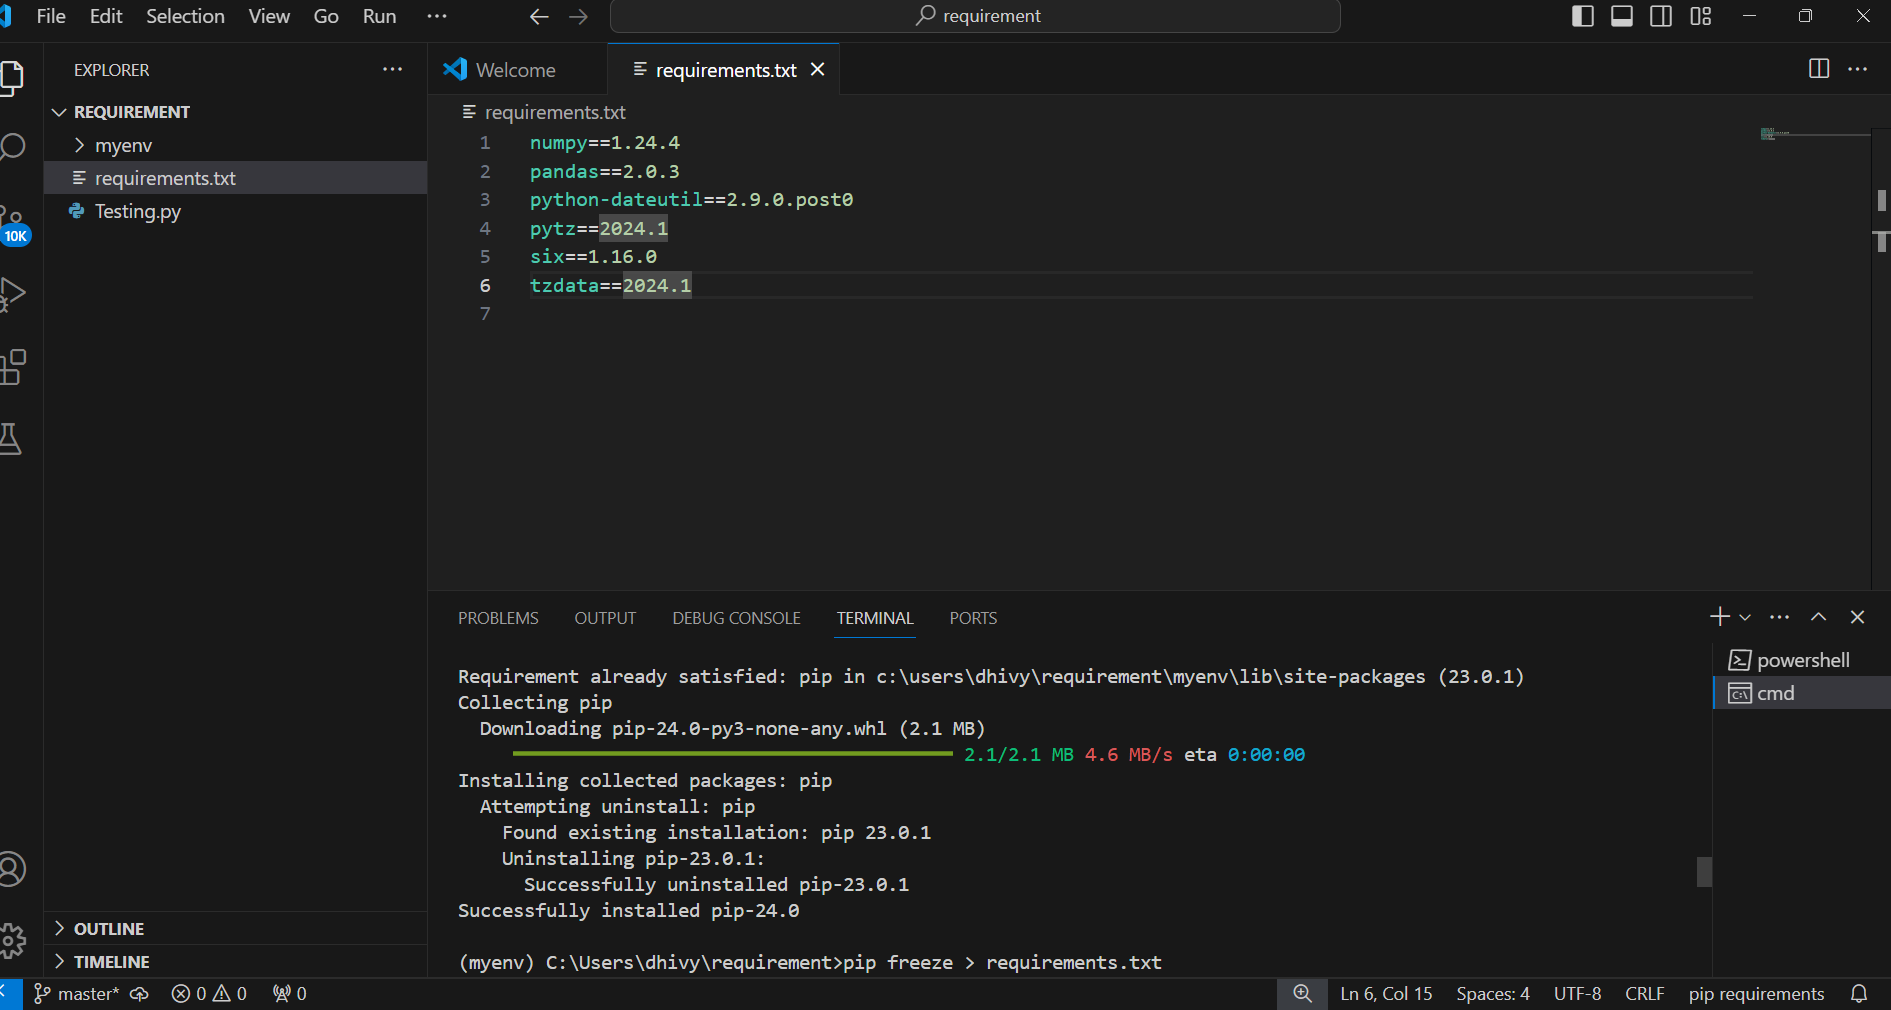 File Edit Selection View Go Run ···
requirement
EXPLORER ···
Welcome
requirements.txt
REQUIREMENT
myenv
requirements.txt
Testing.py
10K
requirements.txt
1 numpy==1.24.4
2 pandas==2.0.3
3 python-dateutil==2.9.0.post0
4 pytz==2024.1
5 six==1.16.0
6 tzdata==2024.1
7
PROBLEMS OUTPUT DEBUG CONSOLE TERMINAL PORTS
powershell
cmd
Requirement already satisfied: pip in c:\users\dhivy\requirement\myenv\lib\site-packages (23.0.1)
Collecting pip
Downloading pip-24.0-py3-none-any.whl (2.1 MB)
2.1/2.1 MB 4.6 MB/s eta 0:00:00
Installing collected packages: pip
Attempting uninstall: pip
Found existing installation: pip 23.0.1
Uninstalling pip-23.0.1:
Successfully uninstalled pip-23.0.1
Successfully installed pip-24.0
(myenv) C:\Users\dhivy\requirement>pip freeze > requirements.txt
OUTLINE
TIMELINE
master* 0 0 0 Ln 6, Col 15 Spaces: 4 UTF-8 CRLF pip requirements